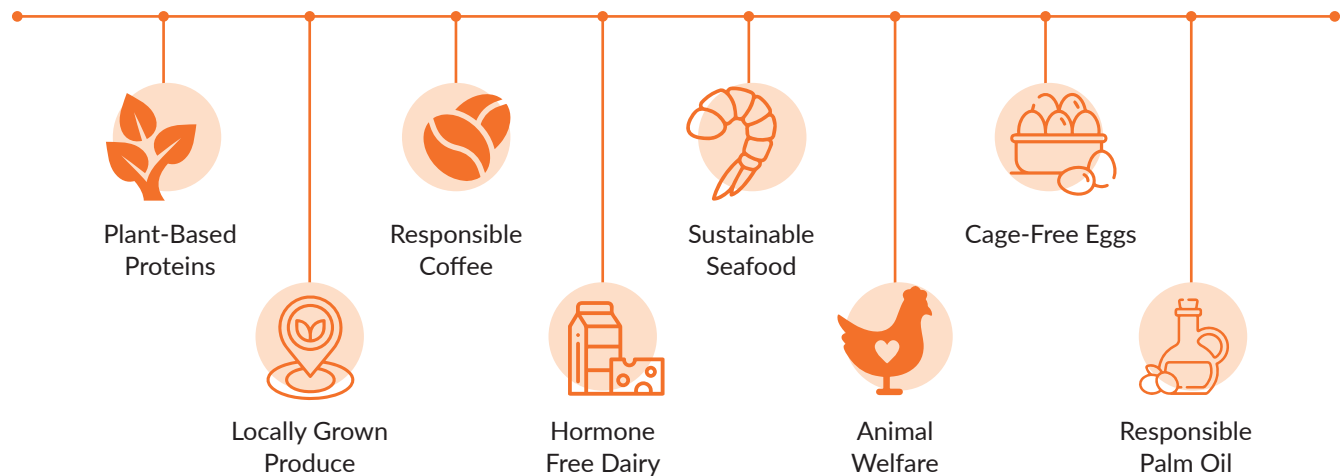 Plant-Based
Proteins
Locally Grown
Produce
Responsible
Coffee
Hormone
Free Dairy
Sustainable
Seafood
Animal
Welfare
Cage-Free Eggs
Responsible
Palm Oil